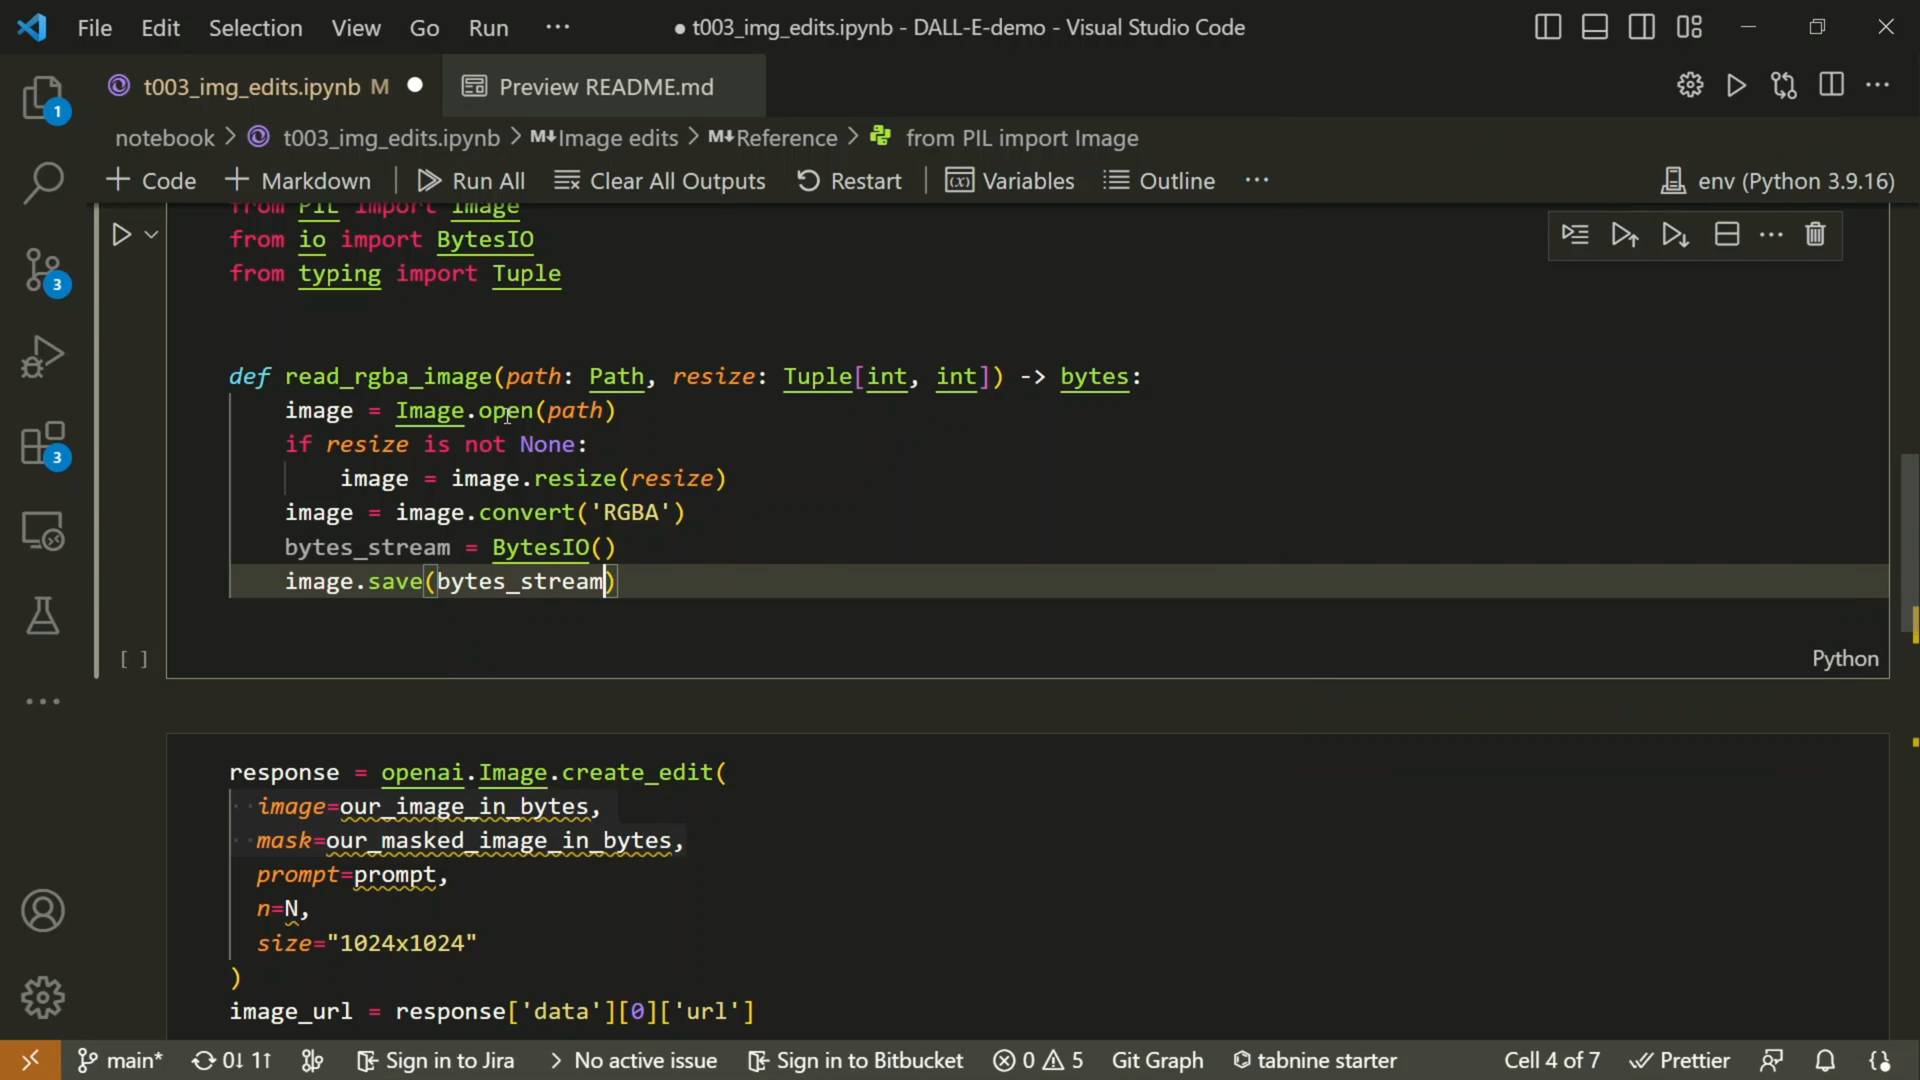 File Edit Selection View Go Run ··· ● t003_img_edits.ipynb - DALL-E-demo - Visual Studio Code
t003_img_edits.ipynb M ● Preview README.md
notebook > t003_img_edits.ipynb > M↓Image edits > M↓Reference > from PIL import Image
+ Code + Markdown | Run All Clear All Outputs Restart | Variables Outline ··· env (Python 3.9.16)
from PIL import Image
from io import BytesIO
from typing import Tuple
def read_rgba_image(path: Path, resize: Tuple[int, int]) -> bytes:
image = Image.open(path)
if resize is not None:
image = image.resize(resize)
image = image.convert('RGBA')
bytes_stream = BytesIO()
image.save(bytes_stream)
[ ] Python
response = openai.Image.create_edit(
image=our_image_in_bytes,
mask=our_masked_image_in_bytes,
prompt=prompt,
n=N,
size="1024x1024"
)
image_url = response['data'][0]['url']
1
3
3
main* 0↓ 1↑ Sign in to Jira > No active issue Sign in to Bitbucket 0 5 Git Graph tabnine starter Cell 4 of 7 Prettier